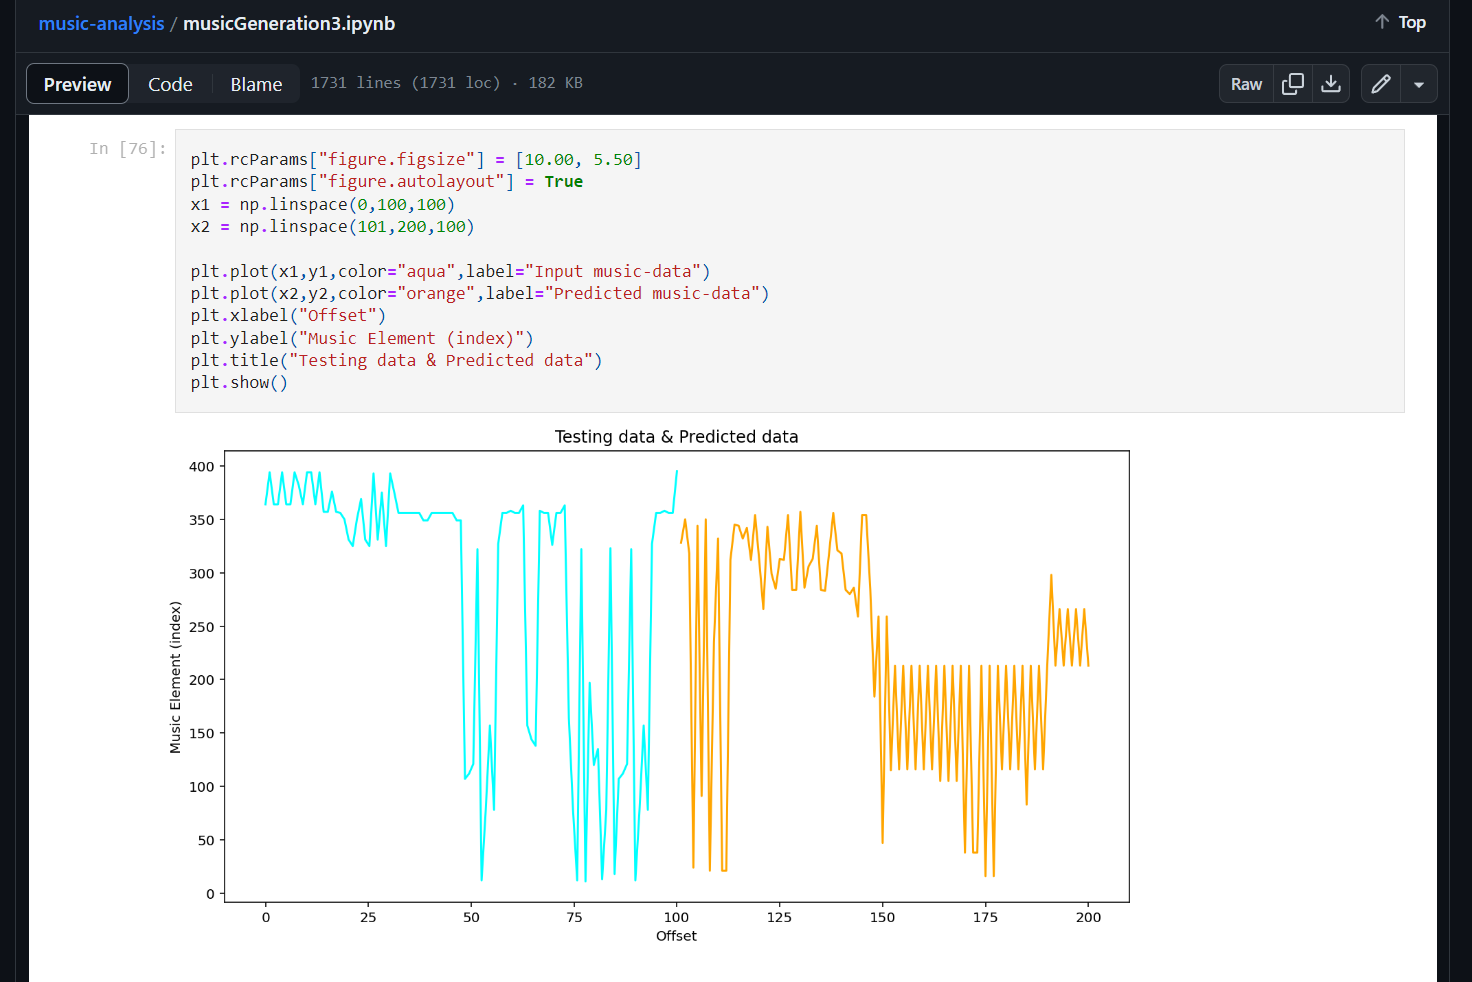 music-analysis / musicGeneration3.ipynb
Top
Preview Code Blame 1731 lines (1731 loc) · 182 KB
Raw
In [76]:
plt.rcParams["figure.figsize"] = [10.00, 5.50]
plt.rcParams["figure.autolayout"] = True
x1 = np.linspace(0,100,100)
x2 = np.linspace(101,200,100)
plt.plot(x1,y1,color="aqua",label="Input music-data")
plt.plot(x2,y2,color="orange",label="Predicted music-data")
plt.xlabel("Offset")
plt.ylabel("Music Element (index)")
plt.title("Testing data & Predicted data")
plt.show()
Testing data & Predicted data
Music Element (index)
400
350
300
250
200
150
100
50
0
0 25 50 75 100 125 150 175 200
Offset